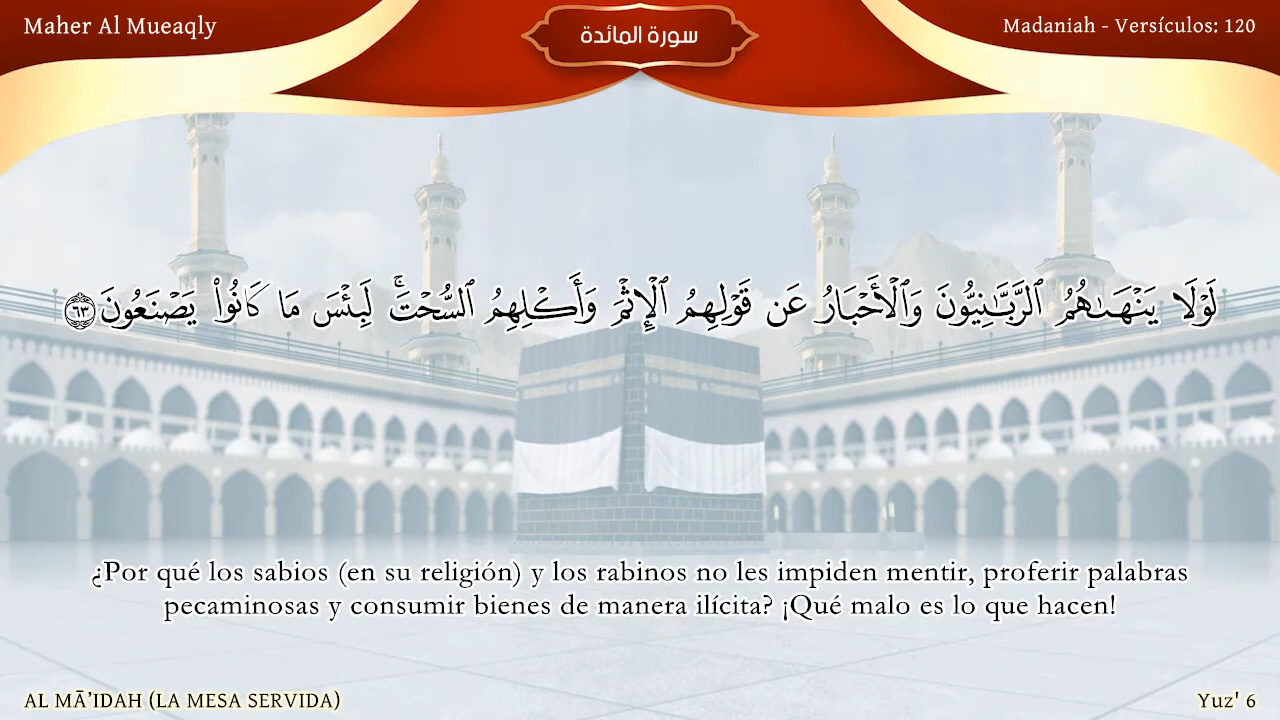 Maher Al Mueaqly
سورة المائدة
Madaniah - Versículos: 120
لَوْلَا يَنْهَىٰهُمُ ٱلرَّبَّٰنِيُّونَ وَٱلْأَحْبَارُ عَن قَوْلِهِمُ ٱلْإِثْمَ وَأَكْلِهِمُ ٱلسُّحْتَۚ لَبِئْسَ مَا كَانُوا۟ يَصْنَعُونَ ٦٣
¿Por qué los sabios (en su religión) y los rabinos no les impiden mentir, proferir palabras
pecaminosas y consumir bienes de manera ilícita? ¡Qué malo es lo que hacen!
AL MĀ’IDAH (LA MESA SERVIDA)
Yuz' 6